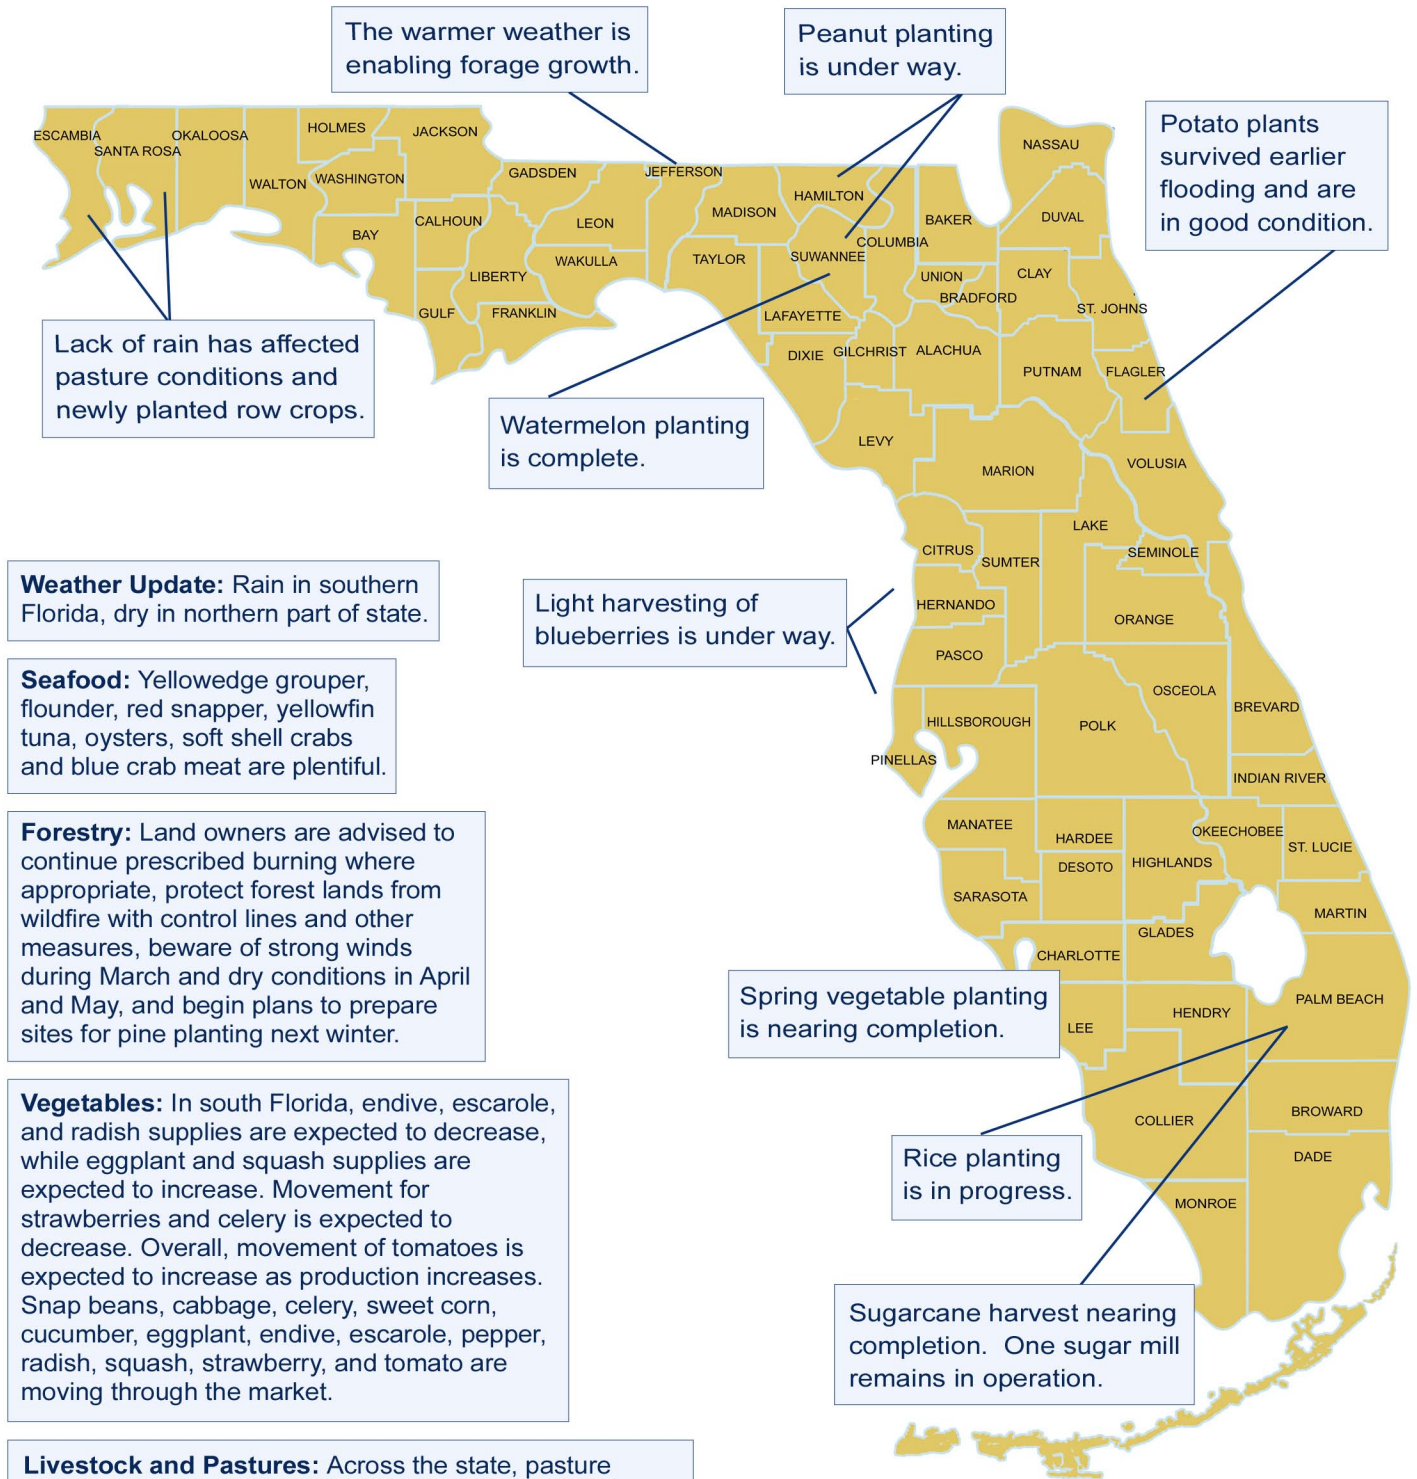 The warmer weather is
enabling forage growth.
Peanut planting
is under way.
Potato plants
survived earlier
flooding and are
in good condition.
ESCAMBIA
SANTA ROSA
OKALOOSA
WALTON
HOLMES
WASHINGTON
JACKSON
BAY
CALHOUN
GULF
GADSDEN
LIBERTY
FRANKLIN
LEON
WAKULLA
JEFFERSON
MADISON
TAYLOR
HAMILTON
SUWANNEE
LAFAYETTE
DIXIE
COLUMBIA
GILCHRIST
BAKER
UNION
BRADFORD
ALACHUA
NASSAU
DUVAL
CLAY
ST. JOHNS
PUTNAM
FLAGLER
Lack of rain has affected
pasture conditions and
newly planted row crops.
Watermelon planting
is complete.
LEVY
MARION
VOLUSIA
CITRUS
SUMTER
LAKE
SEMINOLE
HERNANDO
ORANGE
PASCO
OSCEOLA
BREVARD
HILLSBOROUGH
POLK
PINELLAS
INDIAN RIVER
MANATEE
HARDEE
OKEECHOBEE
ST. LUCIE
DESOTO
HIGHLANDS
SARASOTA
MARTIN
GLADES
CHARLOTTE
PALM BEACH
HENDRY
LEE
COLLIER
BROWARD
DADE
MONROE
Light harvesting of
blueberries is under way.
Spring vegetable planting
is nearing completion.
Rice planting
is in progress.
Sugarcane harvest nearing
completion. One sugar mill
remains in operation.
Weather Update: Rain in southern
Florida, dry in northern part of state.
Seafood: Yellowedge grouper,
flounder, red snapper, yellowfin
tuna, oysters, soft shell crabs
and blue crab meat are plentiful.
Forestry: Land owners are advised to
continue prescribed burning where
appropriate, protect forest lands from
wildfire with control lines and other
measures, beware of strong winds
during March and dry conditions in April
and May, and begin plans to prepare
sites for pine planting next winter.
Vegetables: In south Florida, endive, escarole,
and radish supplies are expected to decrease,
while eggplant and squash supplies are
expected to increase. Movement for
strawberries and celery is expected to
decrease. Overall, movement of tomatoes is
expected to increase as production increases.
Snap beans, cabbage, celery, sweet corn,
cucumber, eggplant, endive, escarole, pepper,
radish, squash, strawberry, and tomato are
moving through the market.
Livestock and Pastures: Across the state, pasture